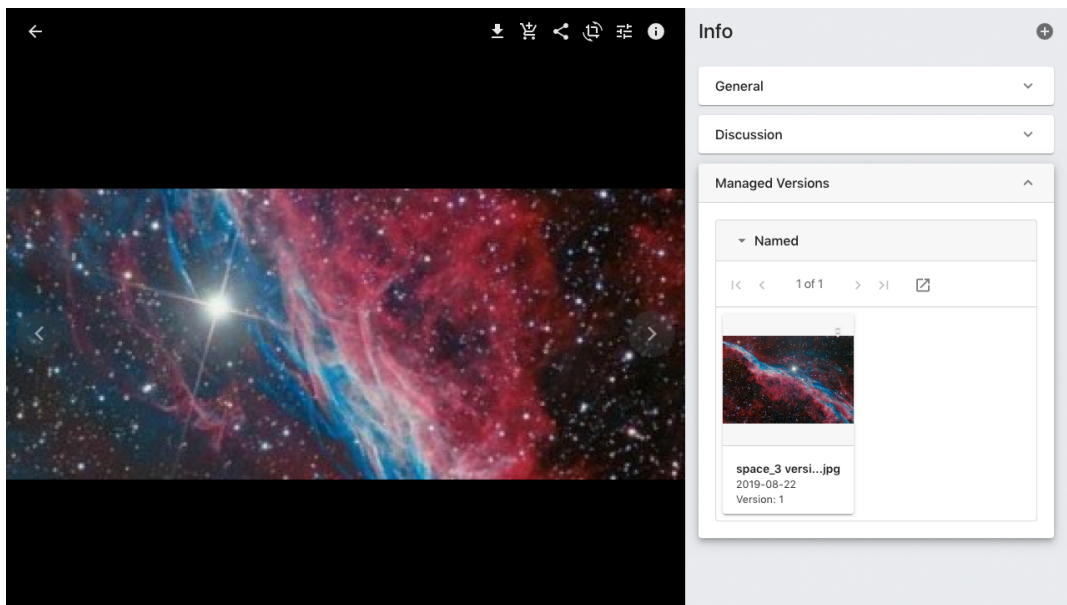 Info
General
Discussion
Managed Versions
Named
1 of 1
space_3 versi...jpg
2019-08-22
Version: 1